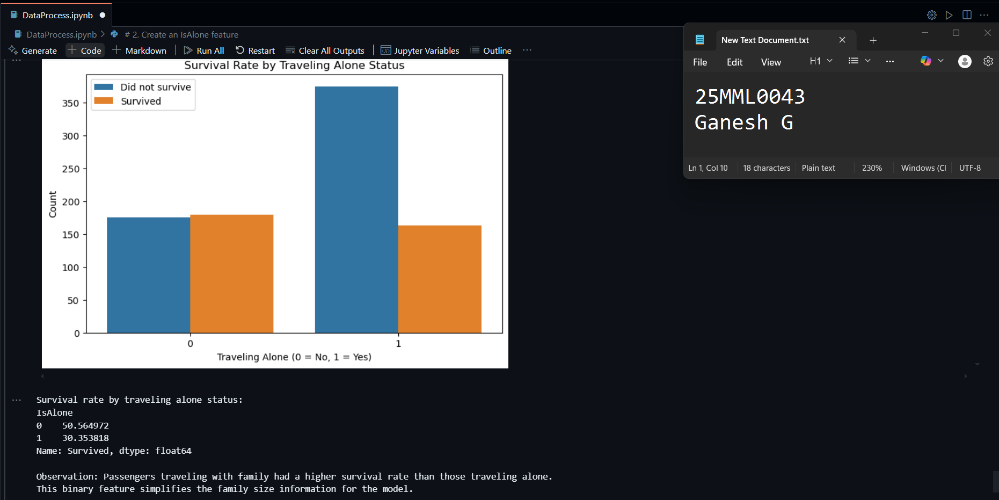 DataProcess.ipynb
DataProcess.ipynb > # 2. Create an IsAlone feature
Generate + Code + Markdown Run All Restart Clear All Outputs Jupyter Variables Outline ...
Survival Rate by Traveling Alone Status
Did not survive
Survived
350
300
250
200
150
100
50
0
Count
0 1
Traveling Alone (0 = No, 1 = Yes)
Survival rate by traveling alone status:
IsAlone
0 50.564972
1 30.353818
Name: Survived, dtype: float64
Observation: Passengers traveling with family had a higher survival rate than those traveling alone.
This binary feature simplifies the family size information for the model.
New Text Document.txt
File Edit View H1
25MML0043
Ganesh G
Ln 1, Col 10 18 characters Plain text 230% Windows (Cl UTF-8